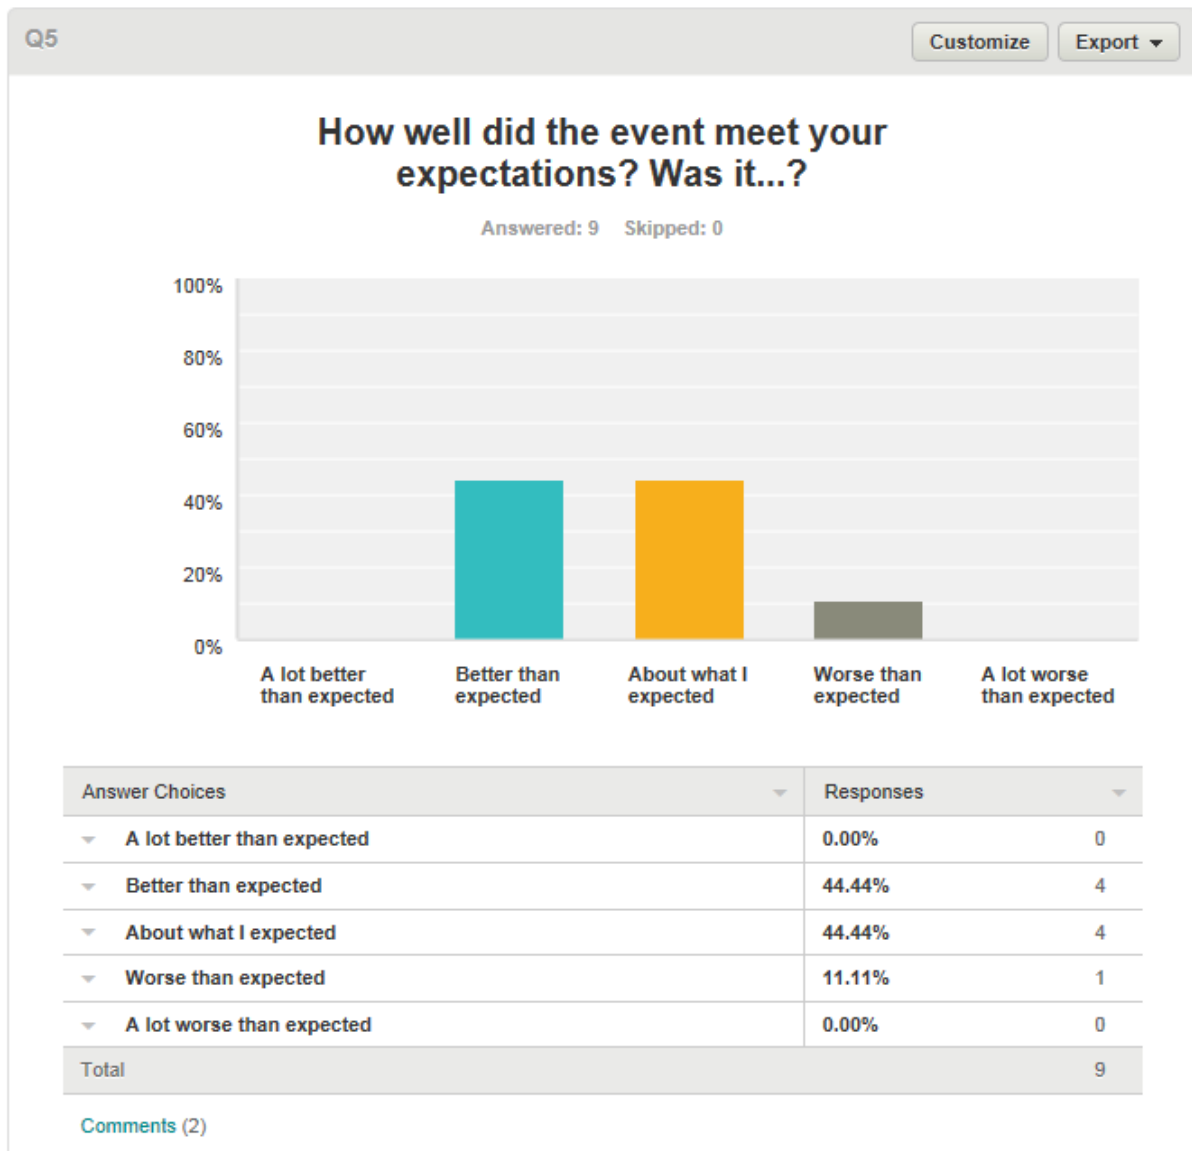 Q5
Customize
Export
How well did the event meet your
expectations? Was it...?
Answered: 9 Skipped: 0
100%
80%
60%
40%
20%
0%
A lot better
than expected
Better than
expected
About what I
expected
Worse than
expected
A lot worse
than expected
Answer Choices Responses
A lot better than expected 0.00% 0
Better than expected 44.44% 4
About what I expected 44.44% 4
Worse than expected 11.11% 1
A lot worse than expected 0.00% 0
Total 9
Comments (2)